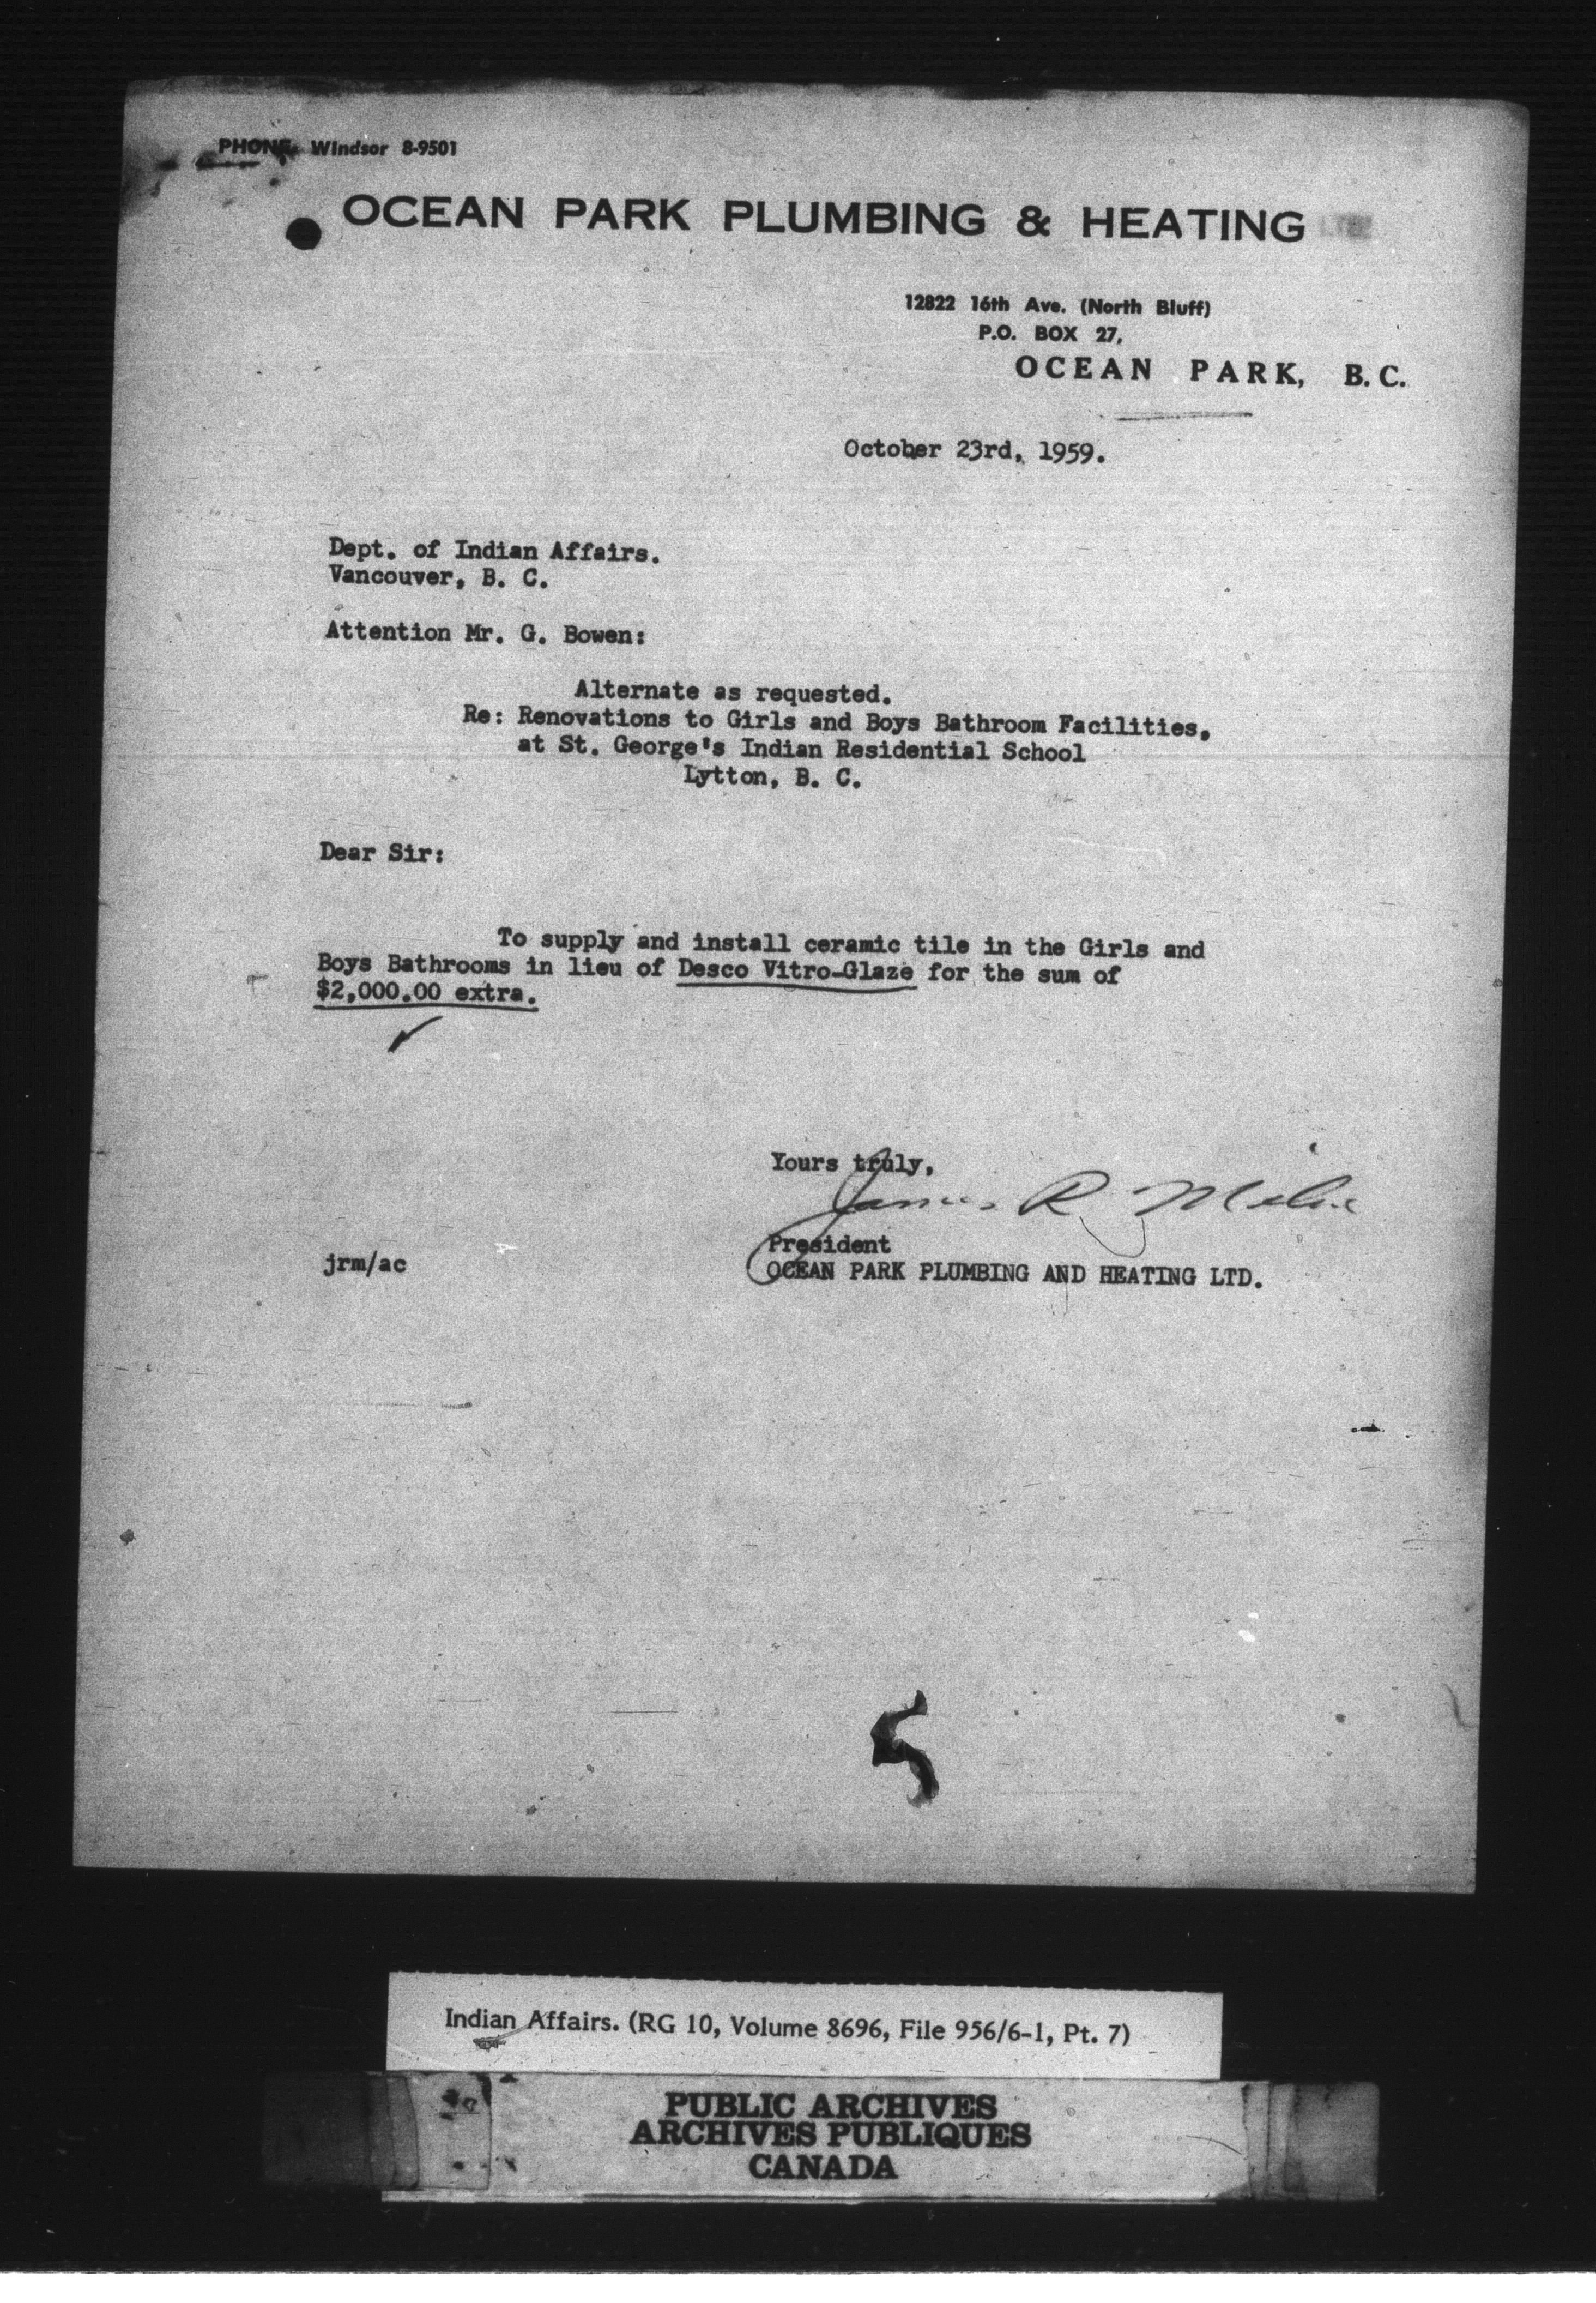 PHONE WIndsor 8-9501
OCEAN PARK PLUMBING & HEATING LTD.
12822 16th Ave. (North Bluff)
P.O. BOX 27,
OCEAN PARK, B.C.
October 23rd, 1959.
Dept. of Indian Affairs.
Vancouver, B. C.
Attention Mr. G. Bowen:
Alternate as requested.
Re: Renovations to Girls and Boys Bathroom Facilities,
at St. George's Indian Residential School
Lytton, B. C.
Dear Sir:
To supply and install ceramic tile in the Girls and
Boys Bathrooms in lieu of Desco Vitro-Glaze for the sum of
$2,000.00 extra.
Yours truly,
James R. Milne
President
jrm/ac
OCEAN PARK PLUMBING AND HEATING LTD.
5
Indian Affairs. (RG 10, Volume 8696, File 956/6-1, Pt. 7)
PUBLIC ARCHIVES
ARCHIVES PUBLIQUES
CANADA